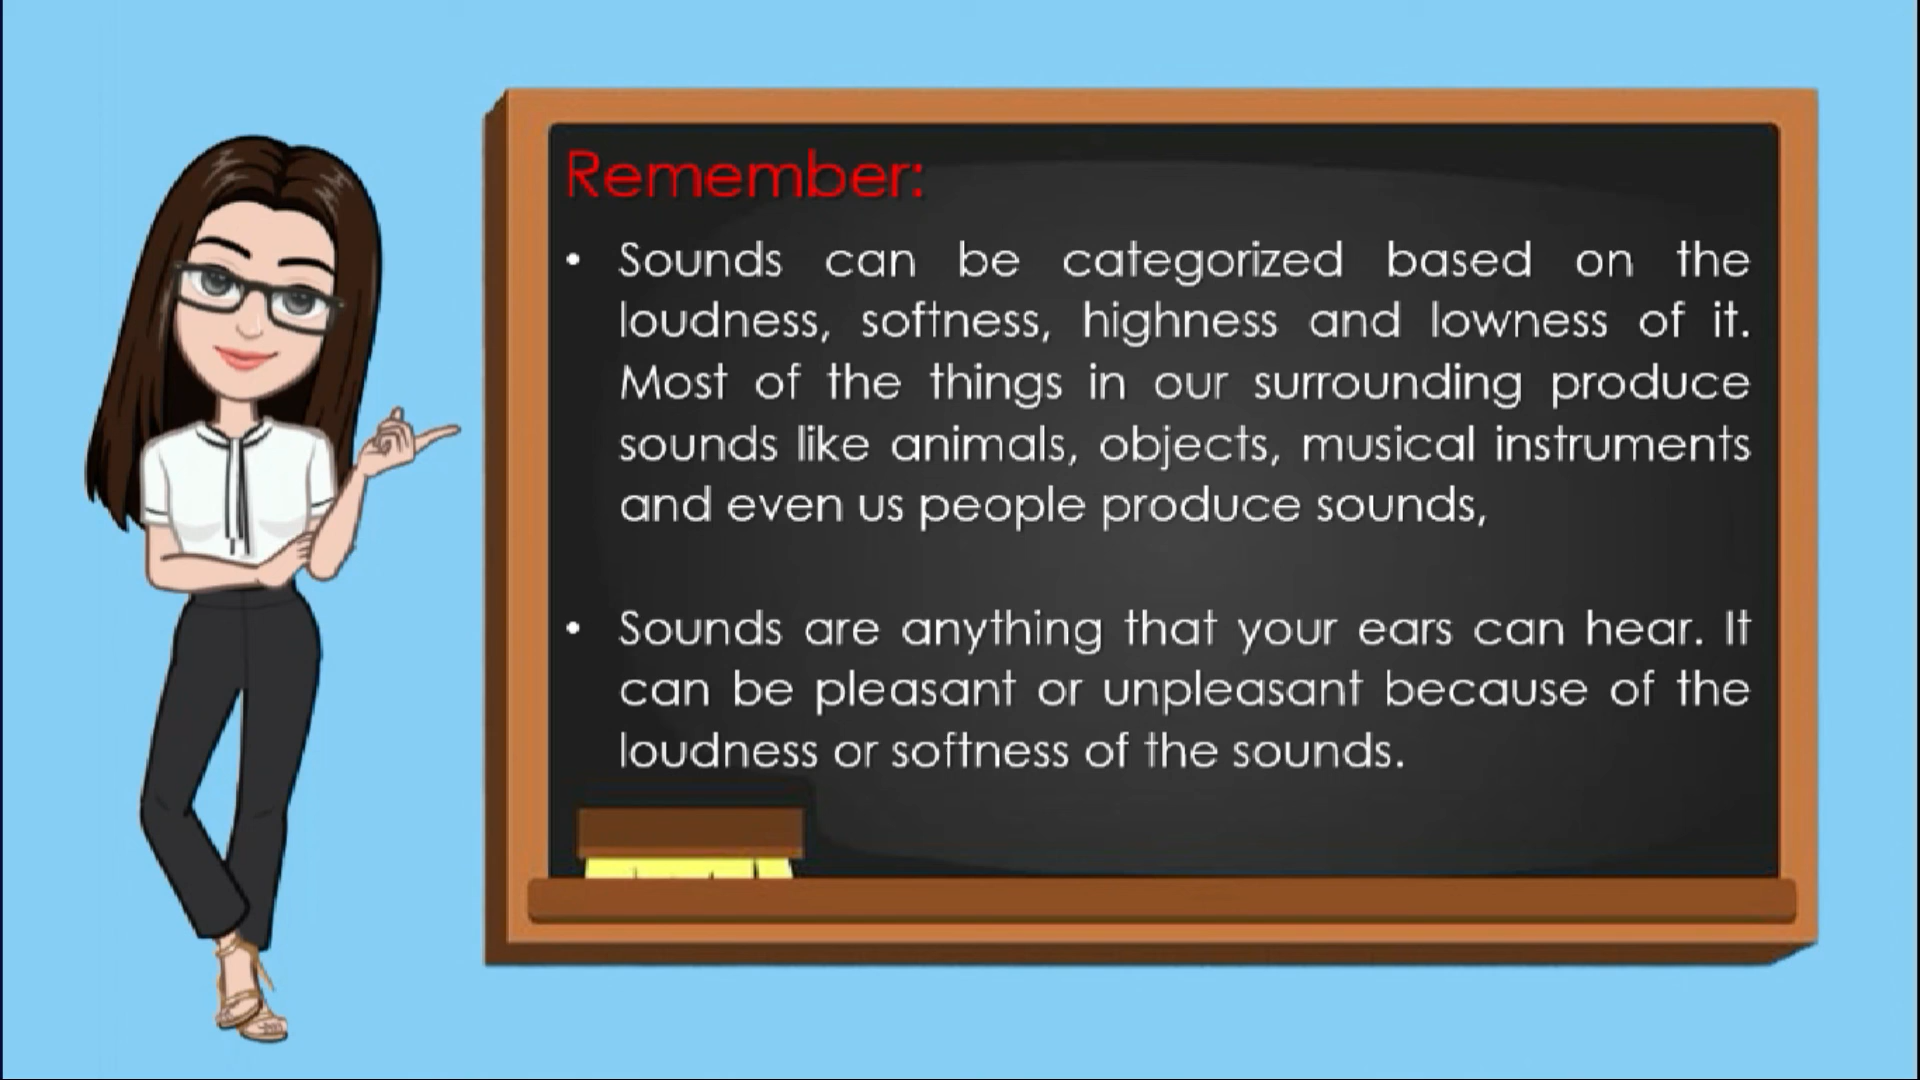 Remember:
• Sounds can be categorized based on the
loudness, softness, highness and lowness of it.
Most of the things in our surrounding produce
sounds like animals, objects, musical instruments
and even us people produce sounds,
• Sounds are anything that your ears can hear. It
can be pleasant or unpleasant because of the
loudness or softness of the sounds.